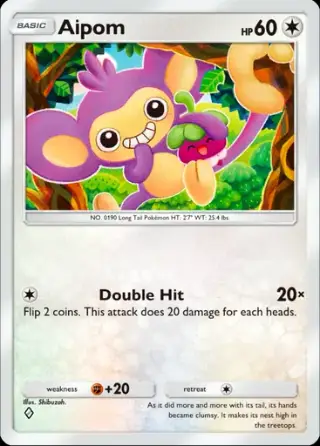 BASIC Aipom HP 60
NO. 0190 Long Tail Pokémon HT: 2'7" WT: 25.4 lbs
Double Hit 20×
Flip 2 coins. This attack does 20 damage for each heads.
weakness +20 retreat
Illus. Shibuzoh.
As it did more and more with its tail, its hands
became clumsy. It makes its nest high in
the treetops.